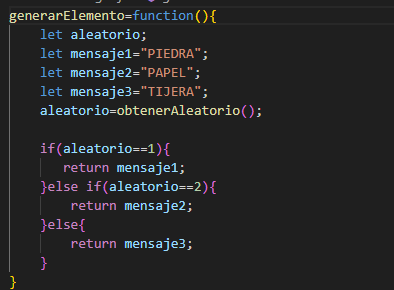 generarElemento=function(){
let aleatorio;
let mensaje1="PIEDRA";
let mensaje2="PAPEL";
let mensaje3="TIJERA";
aleatorio=obtenerAleatorio();
if(aleatorio==1){
return mensaje1;
}else if(aleatorio==2){
return mensaje2;
}else{
return mensaje3;
}
}